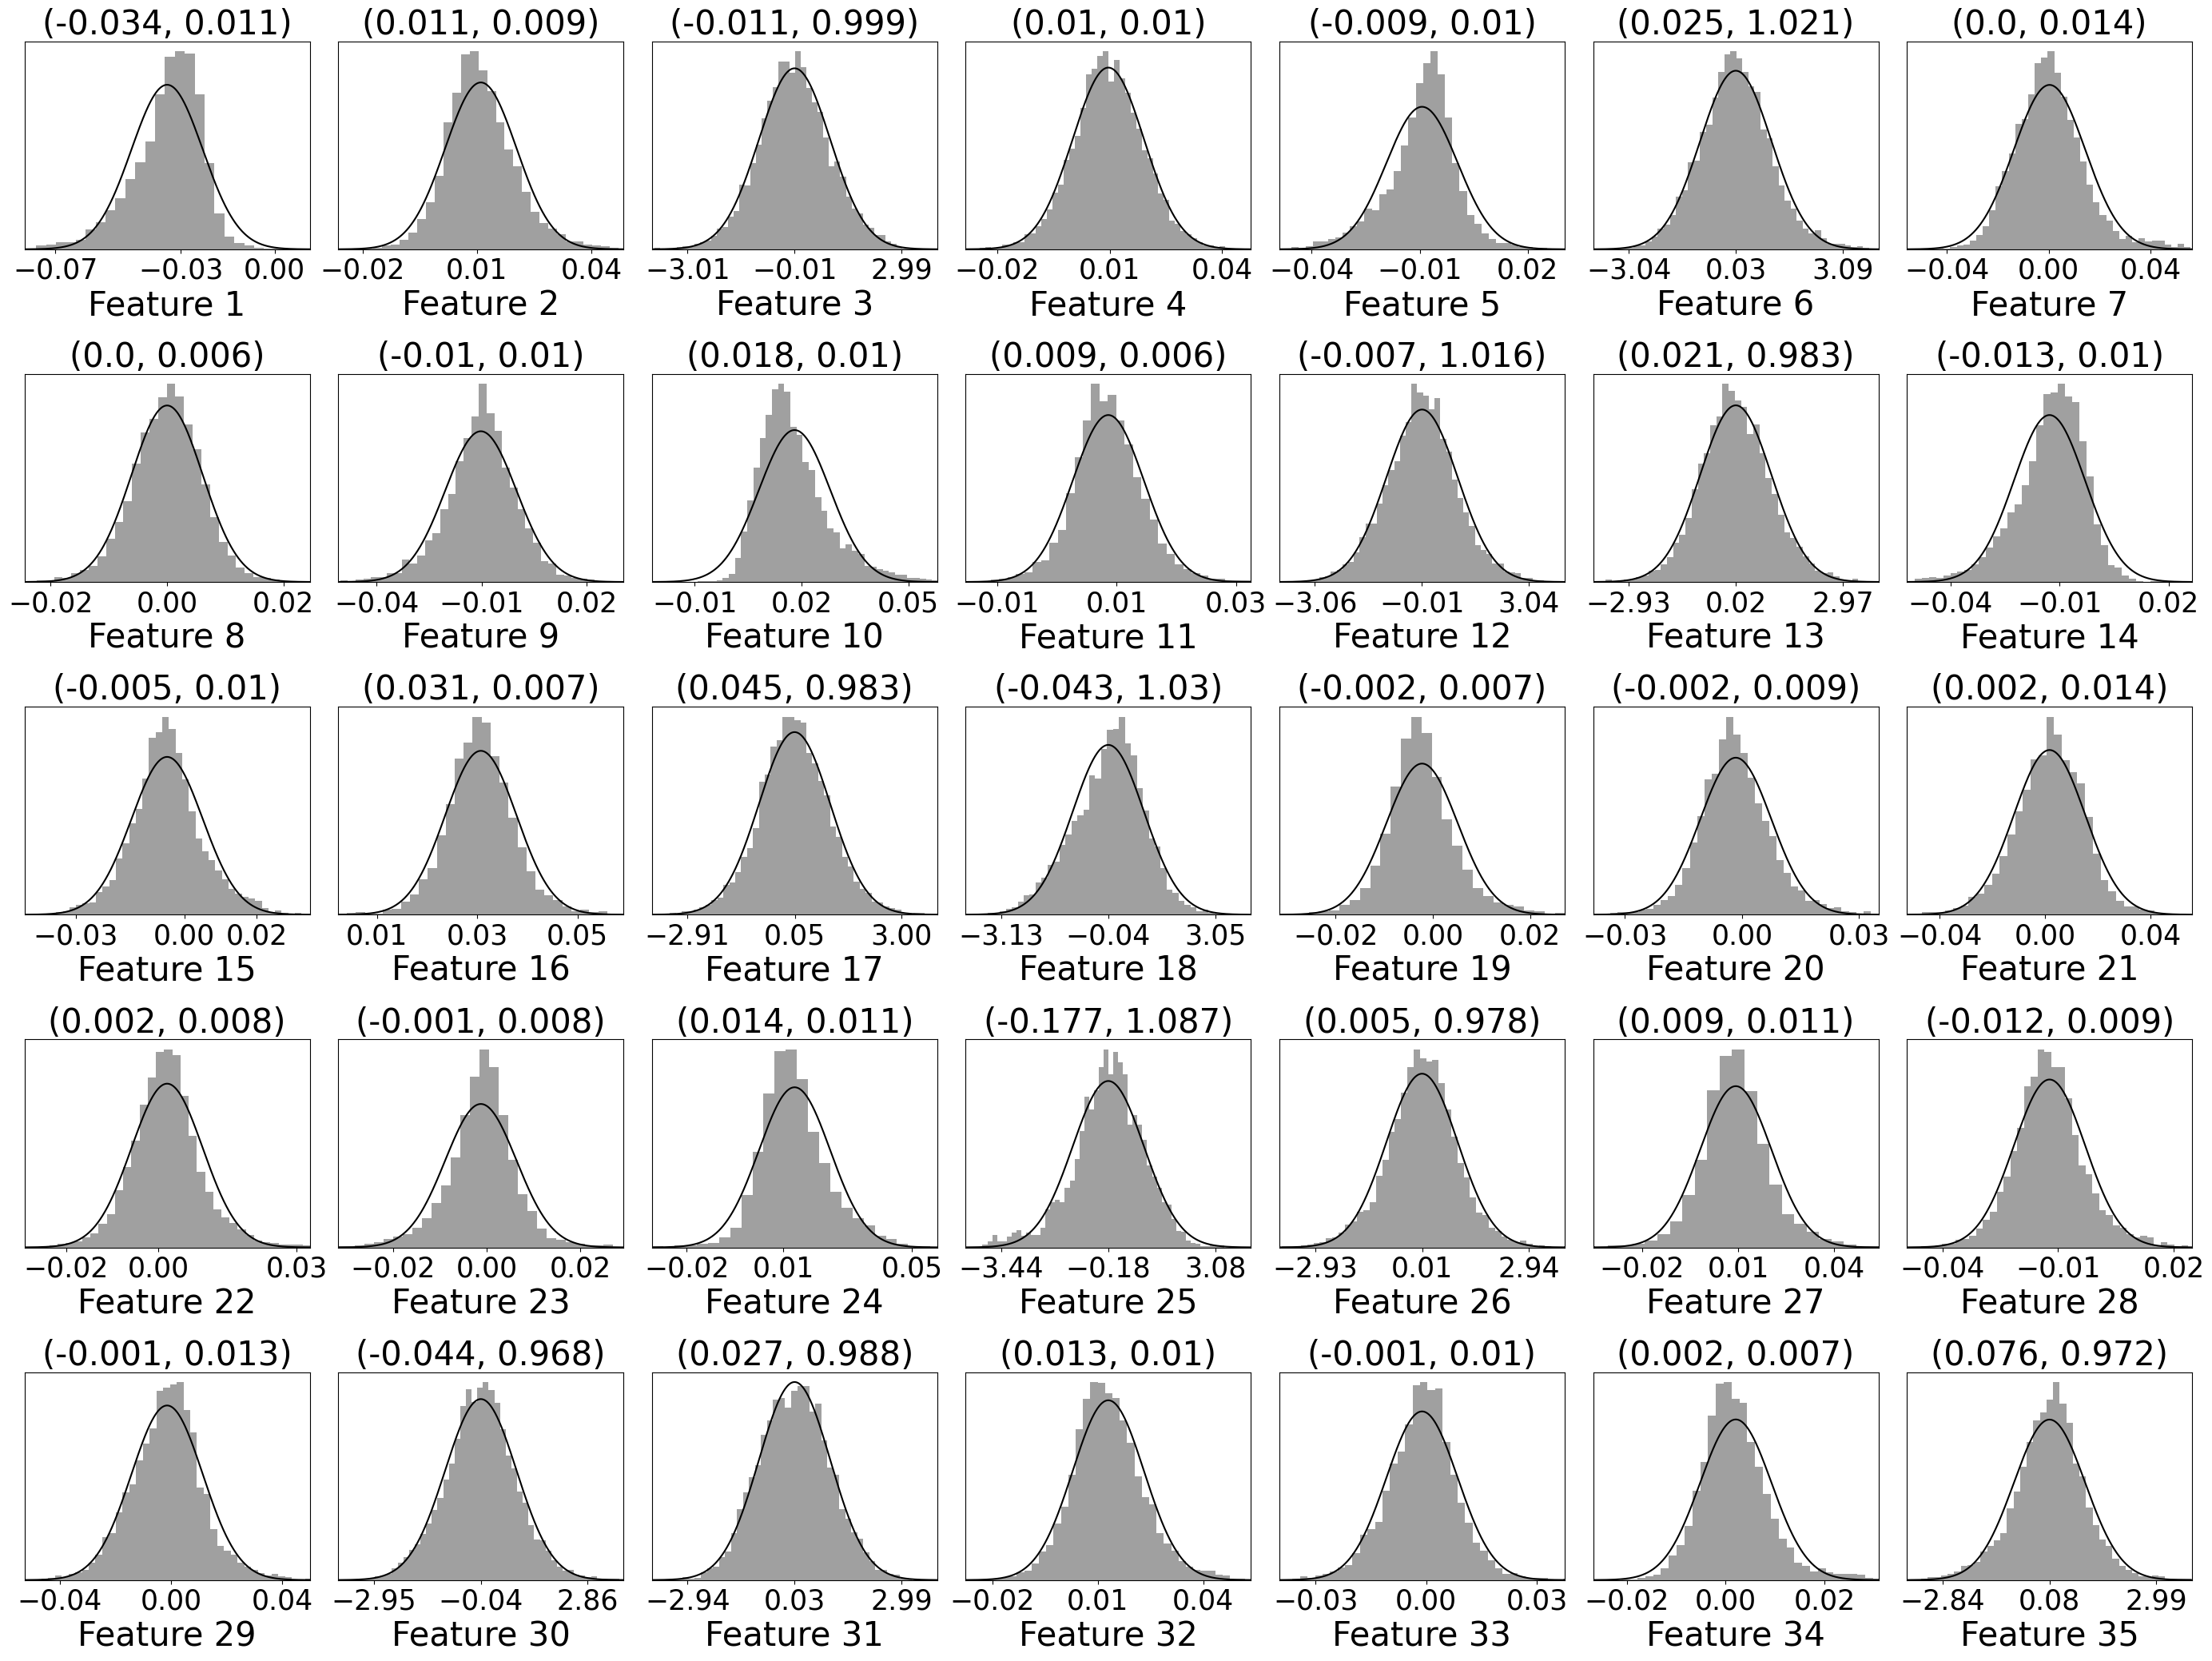 (-0.034, 0.011) (0.011, 0.009) (-0.011, 0.999) (0.01, 0.01) (-0.009, 0.01) (0.025, 1.021) (0.0, 0.014)
−0.07 −0.03 0.00 −0.02 0.01 0.04 −3.01 −0.01 2.99 −0.02 0.01 0.04 −0.04 −0.01 0.02 −3.04 0.03 3.09 −0.04 0.00 0.04
Feature 1 Feature 2 Feature 3 Feature 4 Feature 5 Feature 6 Feature 7
(0.0, 0.006) (-0.01, 0.01) (0.018, 0.01) (0.009, 0.006) (-0.007, 1.016) (0.021, 0.983) (-0.013, 0.01)
−0.02 0.00 0.02 −0.04 −0.01 0.02 −0.01 0.02 0.05 −0.01 0.01 0.03 −3.06 −0.01 3.04 −2.93 0.02 2.97 −0.04 −0.01 0.02
Feature 8 Feature 9 Feature 10 Feature 11 Feature 12 Feature 13 Feature 14
(-0.005, 0.01) (0.031, 0.007) (0.045, 0.983) (-0.043, 1.03) (-0.002, 0.007) (-0.002, 0.009) (0.002, 0.014)
−0.03 0.00 0.02 0.01 0.03 0.05 −2.91 0.05 3.00 −3.13 −0.04 3.05 −0.02 0.00 0.02 −0.03 0.00 0.03 −0.04 0.00 0.04
Feature 15 Feature 16 Feature 17 Feature 18 Feature 19 Feature 20 Feature 21
(0.002, 0.008) (-0.001, 0.008) (0.014, 0.011) (-0.177, 1.087) (0.005, 0.978) (0.009, 0.011) (-0.012, 0.009)
−0.02 0.00 0.03 −0.02 0.00 0.02 −0.02 0.01 0.05 −3.44 −0.18 3.08 −2.93 0.01 2.94 −0.02 0.01 0.04 −0.04 −0.01 0.02
Feature 22 Feature 23 Feature 24 Feature 25 Feature 26 Feature 27 Feature 28
(-0.001, 0.013) (-0.044, 0.968) (0.027, 0.988) (0.013, 0.01) (-0.001, 0.01) (0.002, 0.007) (0.076, 0.972)
−0.04 0.00 0.04 −2.95 −0.04 2.86 −2.94 0.03 2.99 −0.02 0.01 0.04 −0.03 0.00 0.03 −0.02 0.00 0.02 −2.84 0.08 2.99
Feature 29 Feature 30 Feature 31 Feature 32 Feature 33 Feature 34 Feature 35